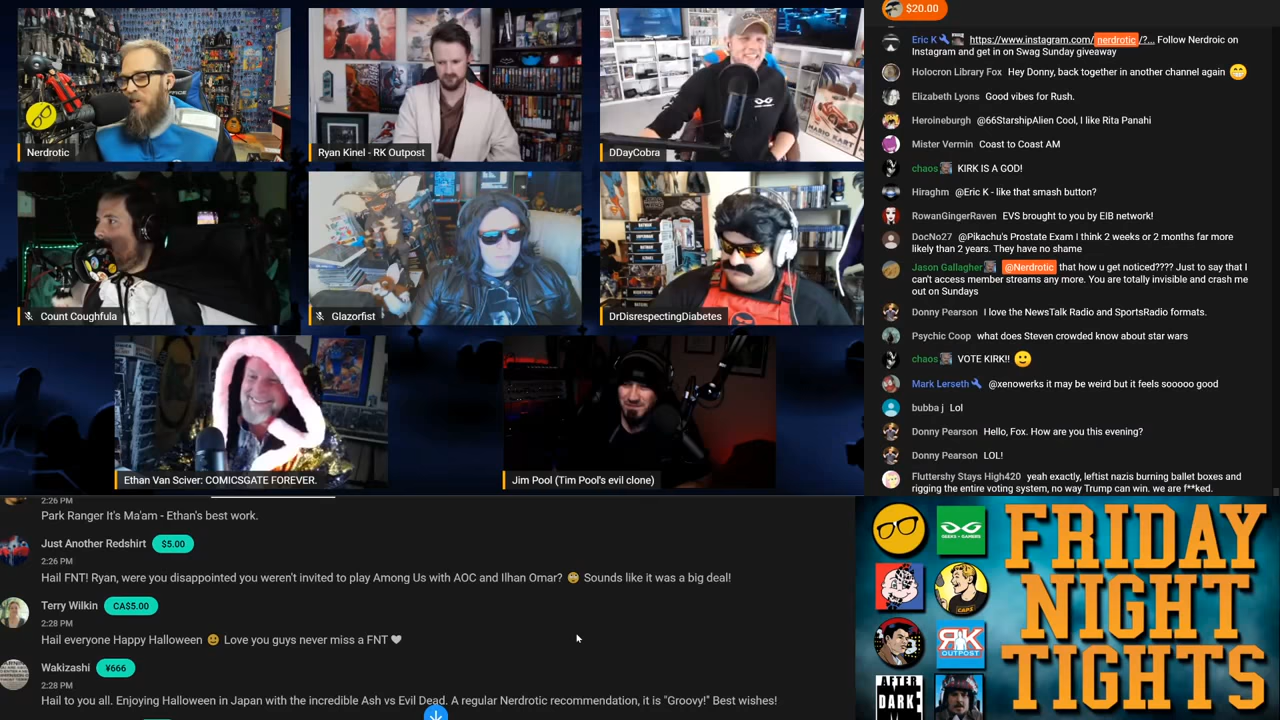 Nerdrotic
Ryan Kinel - RK Outpost
DDayCobra
MARIO KART
Count Coughfula
Glazorfist
DrDisrespectingDiabetes
Ethan Van Sciver: COMICSGATE FOREVER.
Jim Pool (Tim Pool's evil clone)
$20.00
Eric K https://www.instagram.com/nerdrotic/?... Follow Nerdroic on
Instagram and get in on Swag Sunday giveaway
Holocron Library Fox Hey Donny, back together in another channel again 😁
Elizabeth Lyons Good vibes for Rush.
Heroineburgh @66StarshipAlien Cool, I like Rita Panahi
Mister Vermin Coast to Coast AM
chaos KIRK IS A GOD!
Hiraghm @Eric K - like that smash button?
RowanGingerRaven EVS brought to you by EIB network!
DocNo27 @Pikachu's Prostate Exam I think 2 weeks or 2 months far more
likely than 2 years. They have no shame
Jason Gallagher @Nerdrotic that how u get noticed???? Just to say that I
can't access member streams any more. You are totally invisible and crash me
out on Sundays
Donny Pearson I love the NewsTalk Radio and SportsRadio formats.
Psychic Coop what does Steven crowded know about star wars
chaos VOTE KIRK!! 🙂
Mark Lerseth @xenowerks it may be weird but it feels sooooo good
bubba j Lol
Donny Pearson Hello, Fox. How are you this evening?
Donny Pearson LOL!
Fluttershy Stays High420 yeah exactly, leftist nazis burning ballet boxes and
rigging the entire voting system, no way Trump can win. we are f**ked.
2:26 PM
Park Ranger It's Ma'am - Ethan's best work.
Just Another Redshirt $5.00
2:26 PM
Hail FNT! Ryan, were you disappointed you weren't invited to play Among Us with AOC and Ilhan Omar? Sounds like it was a big deal!
Terry Wilkin CA$5.00
2:28 PM
Hail everyone Happy Halloween Love you guys never miss a FNT
Wakizashi ¥666
2:28 PM
Hail to you all. Enjoying Halloween in Japan with the incredible Ash vs Evil Dead. A regular Nerdrotic recommendation, it is "Groovy!" Best wishes!
GEEKS + GAMERS
CAPS
RK
OUTPOST
AFTER
DARK
FRIDAY
NIGHT
TIGHTS